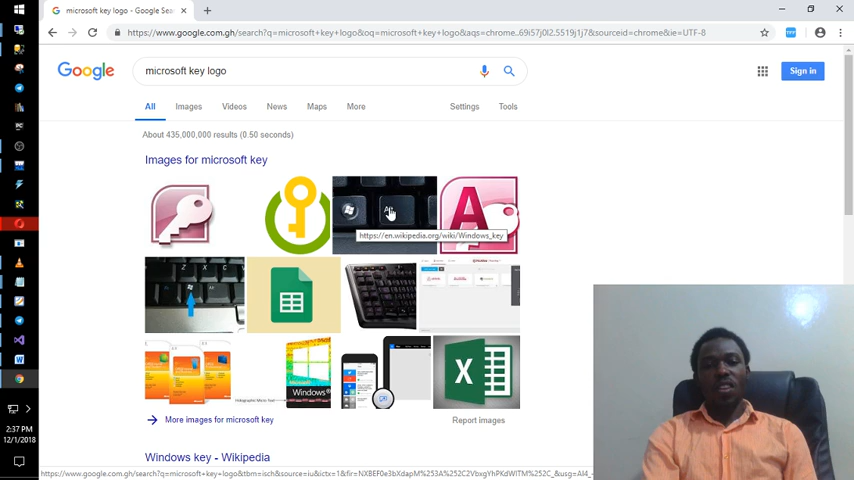 microsoft key logo - Google Sea
https://www.google.com.gh/search?q=microsoft+key+logo&oq=microsoft+key+logo&aqs=chrome..69i57j0l2.5519j1j7&sourceid=chrome&ie=UTF-8
Google
microsoft key logo
Sign in
All
Images
Videos
News
Maps
More
Settings
Tools
About 435,000,000 results (0.50 seconds)
Images for microsoft key
A
https://en.wikipedia.org/wiki/Windows_key
Z X C V
Windows
X
More images for microsoft key
Report images
2:37 PM
12/1/2018
Windows key - Wikipedia